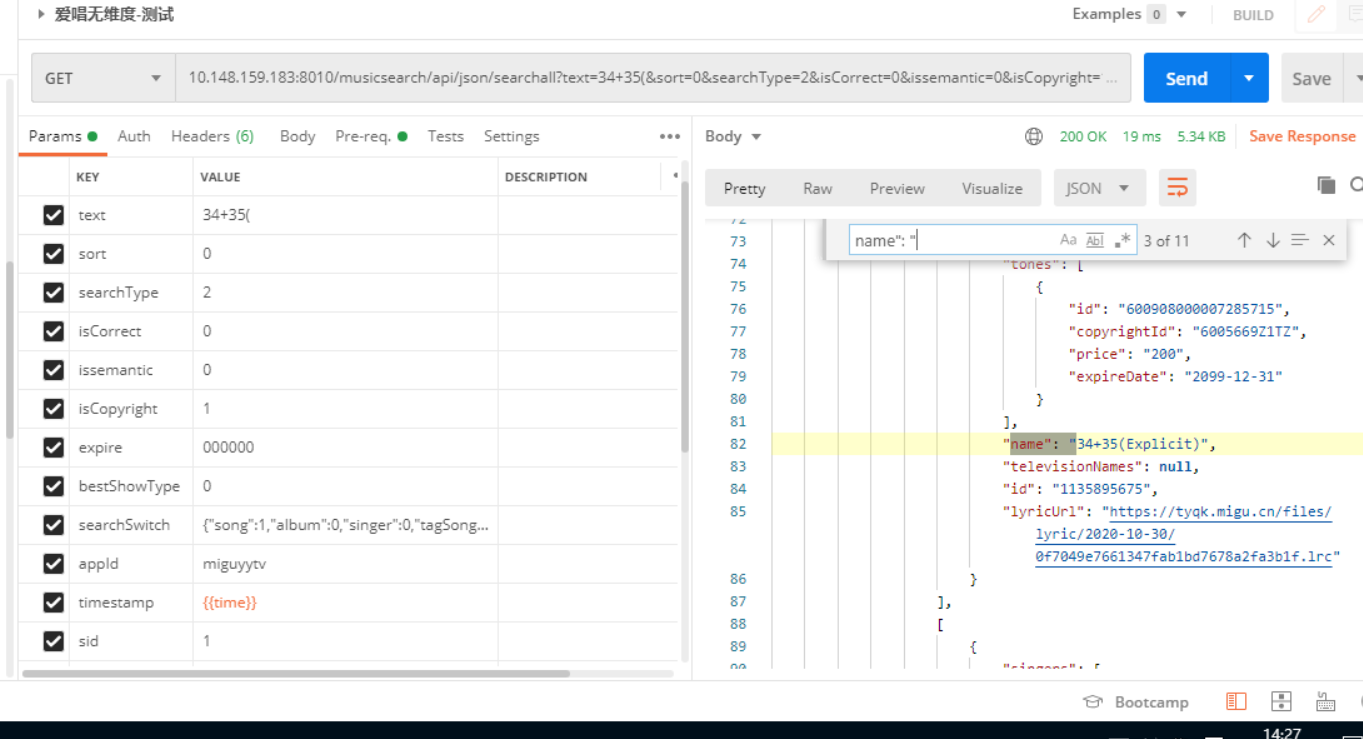 爱唱无维度-测试
Examples 0 BUILD
GET 10.148.159.183:8010/musicsearch/api/json/searchall?text=34+35(&sort=0&searchType=2&isCorrect=0&issemantic=0&isCopyright=1 ... Send Save
Params Auth Headers (6) Body Pre-req. Tests Settings ••• Body 200 OK 19 ms 5.34 KB Save Response
KEY VALUE DESCRIPTION
Pretty Raw Preview Visualize JSON
text 34+35(
sort 0
searchType 2
isCorrect 0
issemantic 0
isCopyright 1
expire 000000
bestShowType 0
searchSwitch {"song":1,"album":0,"singer":0,"tagSong...
appId miguyytv
timestamp {{time}}
sid 1
name": " Aa Abl .* 3 of 11
72
73
74 "tones": [
75 {
76 "id": "600908000007285715",
77 "copyrightId": "6005669Z1TZ",
78 "price": "200",
79 "expireDate": "2099-12-31"
80 }
81 ],
82 "name": "34+35(Explicit)",
83 "televisionNames": null,
84 "id": "1135895675",
85 "lyricUrl": "https://tyqk.migu.cn/files/
lyric/2020-10-30/
0f7049e7661347fab1bd7678a2fa3b1f.lrc"
86 }
87 ],
88 [
89 {
90 "singers": [
Bootcamp
14:27